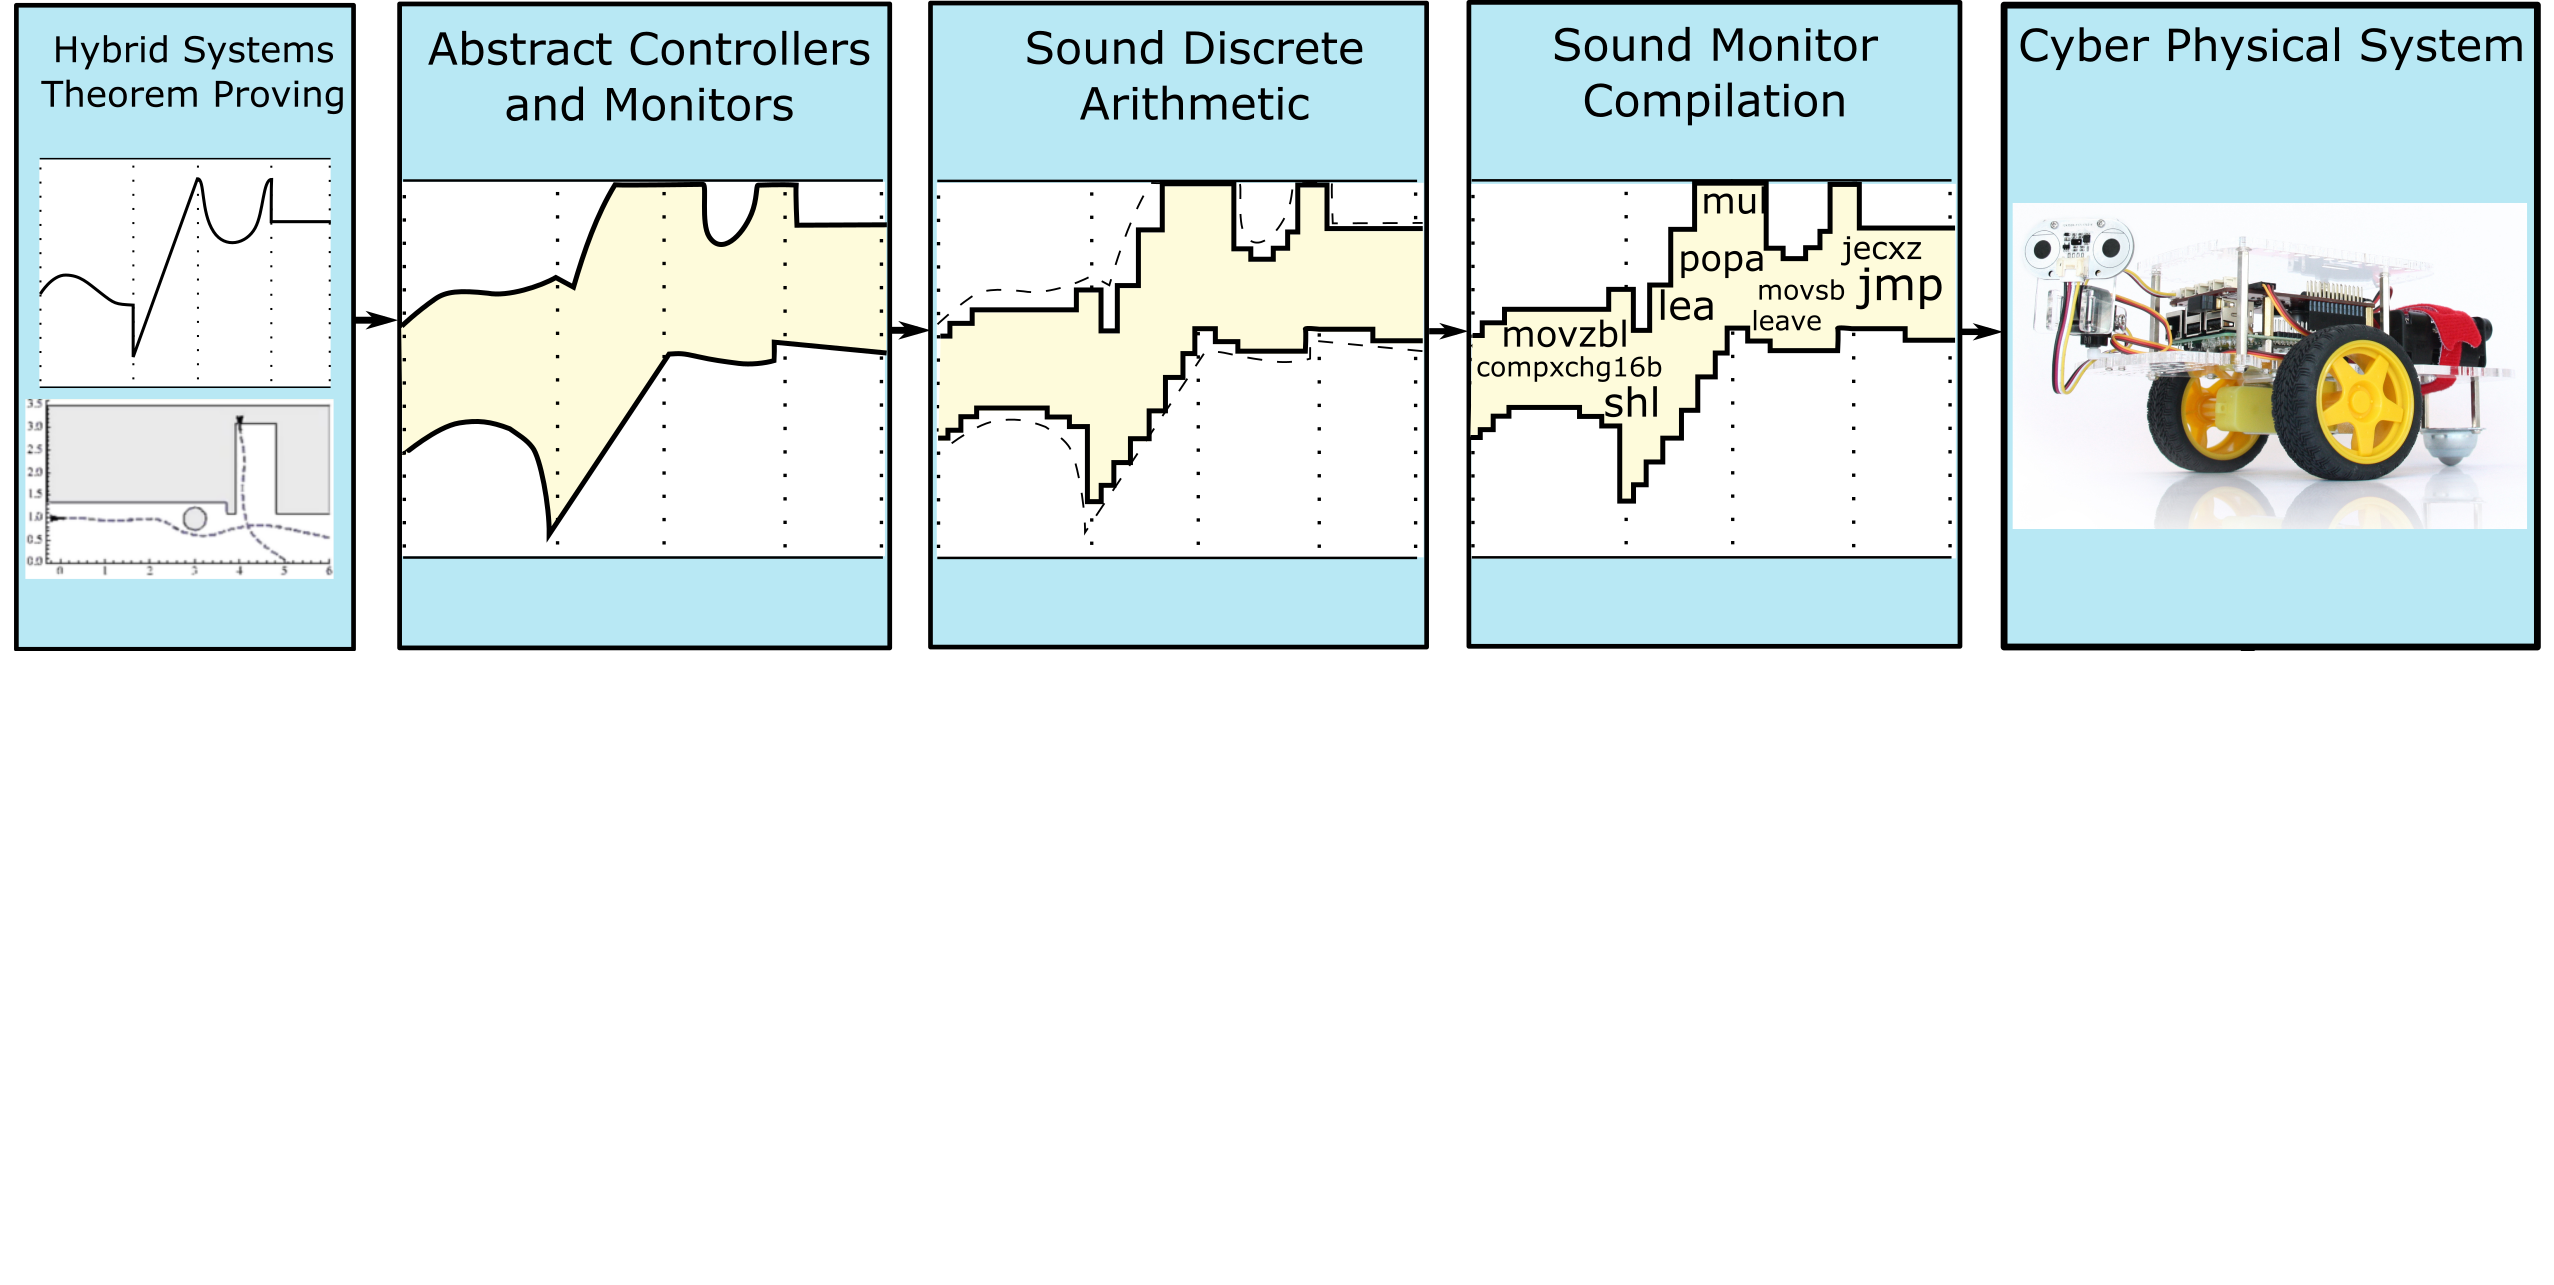 Hybrid Systems
Theorem Proving
3.5
3.0
2.5
2.0
1.5
1.0
0.5
0.0
0 1 2 3 4 5 6
Abstract Controllers
and Monitors
Sound Discrete
Arithmetic
Sound Monitor
Compilation
mul
popa
jecxz
movsb
jmp
lea
leave
movzbl
compxchg16b
shl
Cyber Physical System